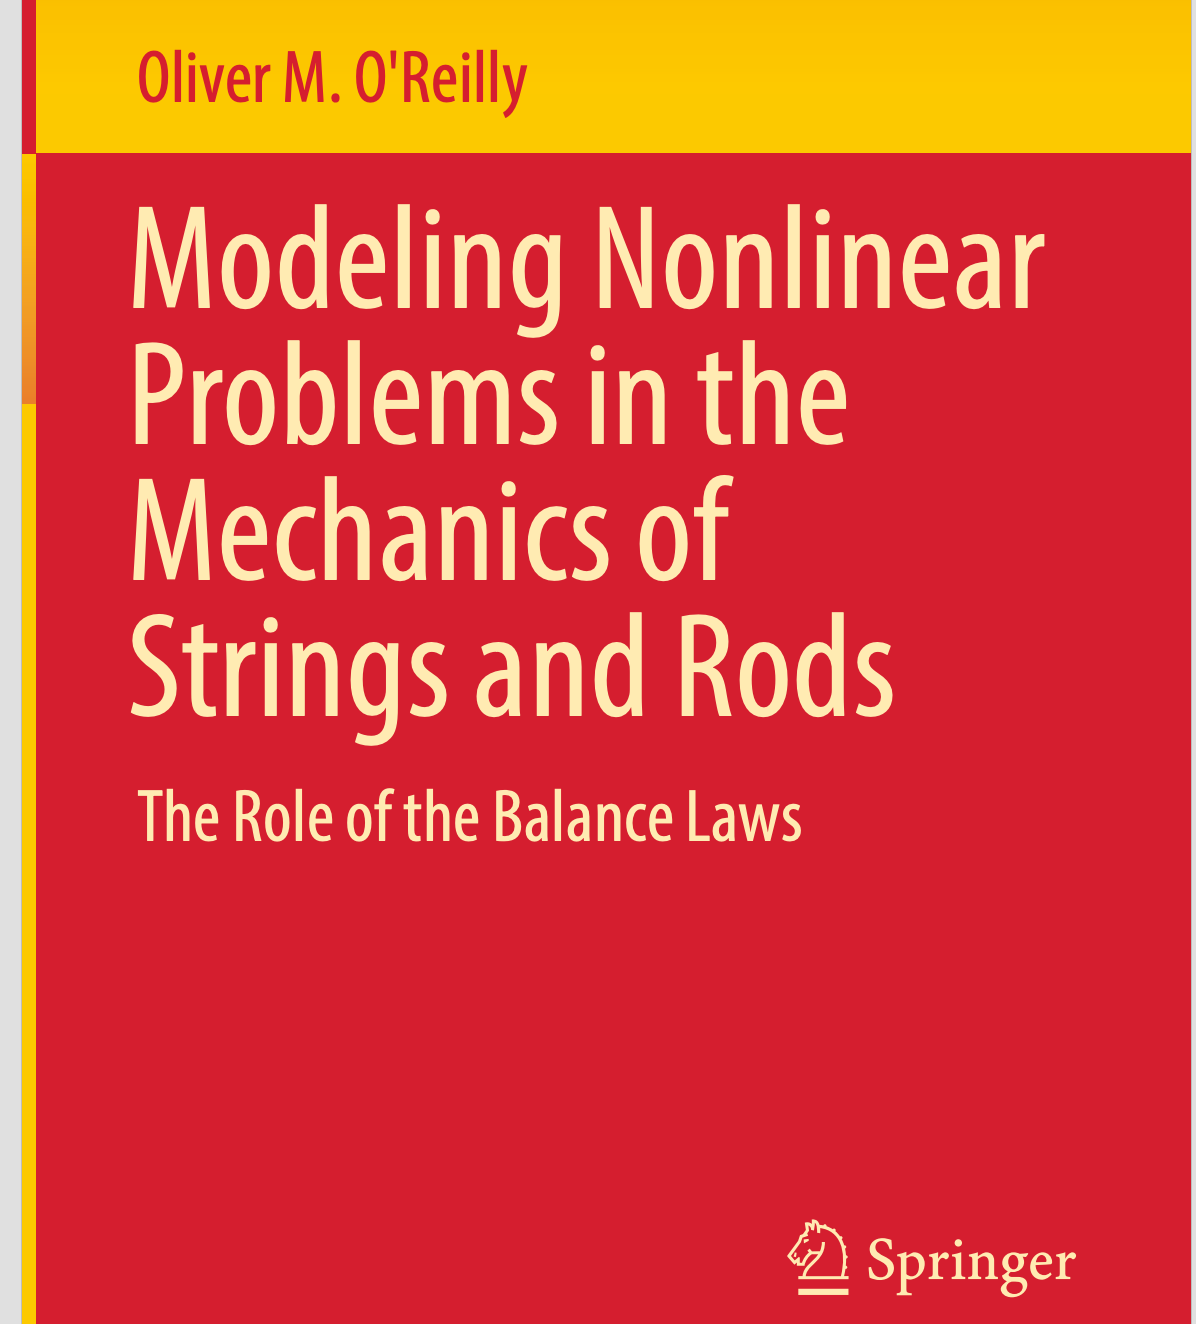 Oliver M. O'Reilly
Modeling Nonlinear
Problems in the
Mechanics of
Strings and Rods
The Role of the Balance Laws
Springer